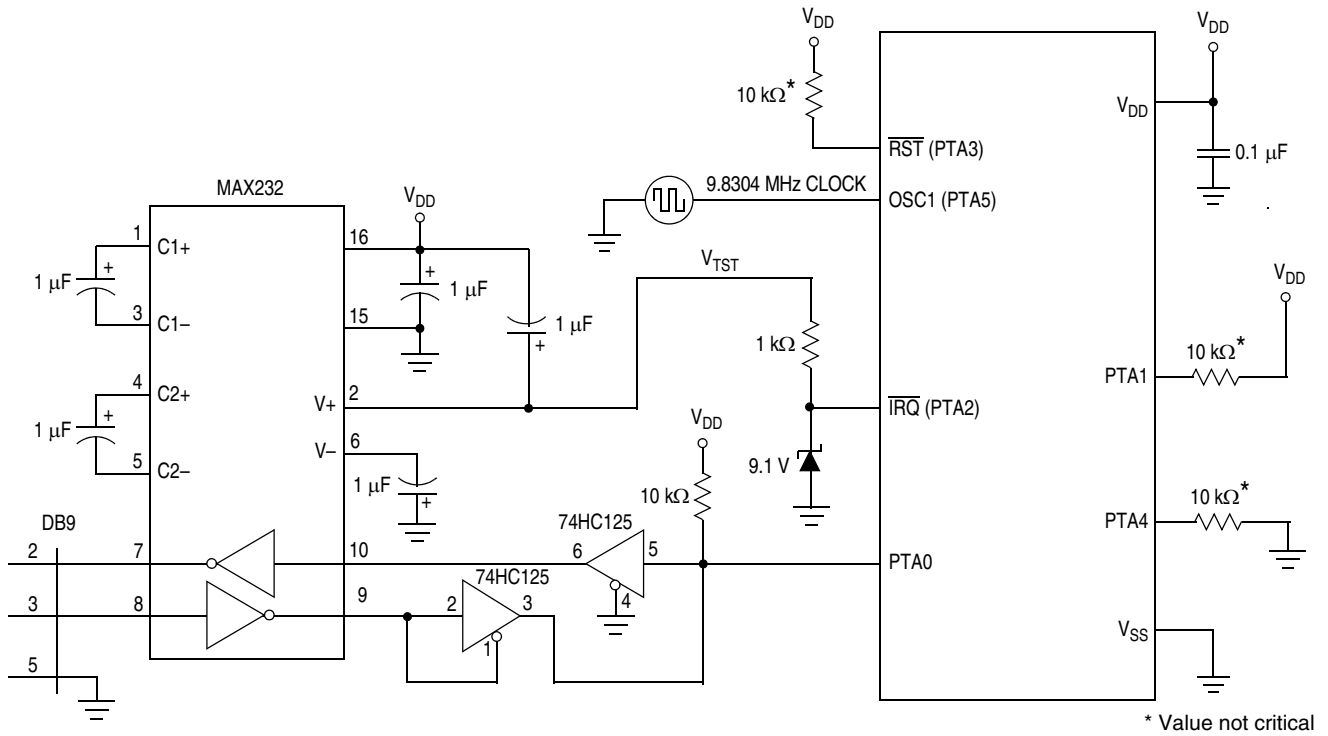 V_DD
10 kΩ*
V_DD
V_DD
0.1 µF
RST (PTA3)
9.8304 MHz CLOCK
OSC1 (PTA5)
MAX232
V_DD
1
C1+
16
1 µF
+
+
1 µF
V_TST
V_DD
3
C1–
15
1 µF
+
1 kΩ
10 kΩ*
PTA1
4
C2+
V+
2
IRQ (PTA2)
1 µF
+
V_DD
V–
6
5
C2–
1 µF
+
9.1 V
10 kΩ
10 kΩ*
PTA4
DB9
74HC125
2
7
10
6
5
PTA0
4
74HC125
3
8
9
2
3
1
V_SS
5
* Value not critical